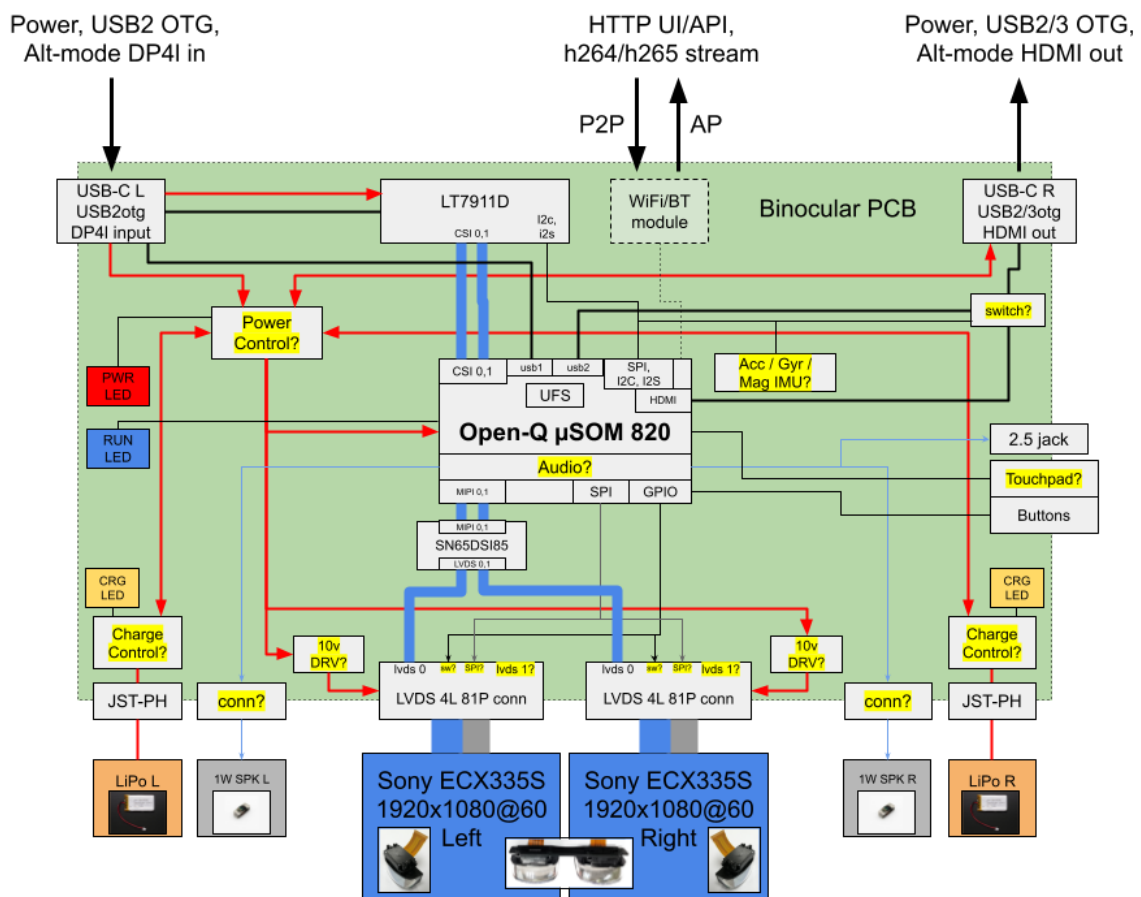 Power, USB2 OTG,
Alt-mode DP4l in
HTTP UI/API,
h264/h265 stream
Power, USB2/3 OTG,
Alt-mode HDMI out
P2P
AP
USB-C L
USB2otg
DP4l input
LT7911D
I2c,
i2s
CSI 0,1
WiFi/BT
module
Binocular PCB
USB-C R
USB2/3otg
HDMI out
Power
Control?
switch?
PWR
LED
CSI 0,1
usb1
usb2
SPI,
I2C, I2S
Acc / Gyr /
Mag IMU?
UFS
HDMI
RUN
LED
Open-Q µSOM 820
2.5 jack
Audio?
Touchpad?
MIPI 0,1
SPI
GPIO
Buttons
MIPI 0,1
SN65DSI85
LVDS 0,1
CRG
LED
CRG
LED
Charge
Control?
10v
DRV?
10v
DRV?
Charge
Control?
lvds 0
sw?
SPI?
lvds 1?
LVDS 4L 81P conn
lvds 0
sw?
SPI?
lvds 1?
LVDS 4L 81P conn
JST-PH
conn?
conn?
JST-PH
LiPo L
1W SPK L
Sony ECX335S
1920x1080@60
Left
Sony ECX335S
1920x1080@60
Right
1W SPK R
LiPo R